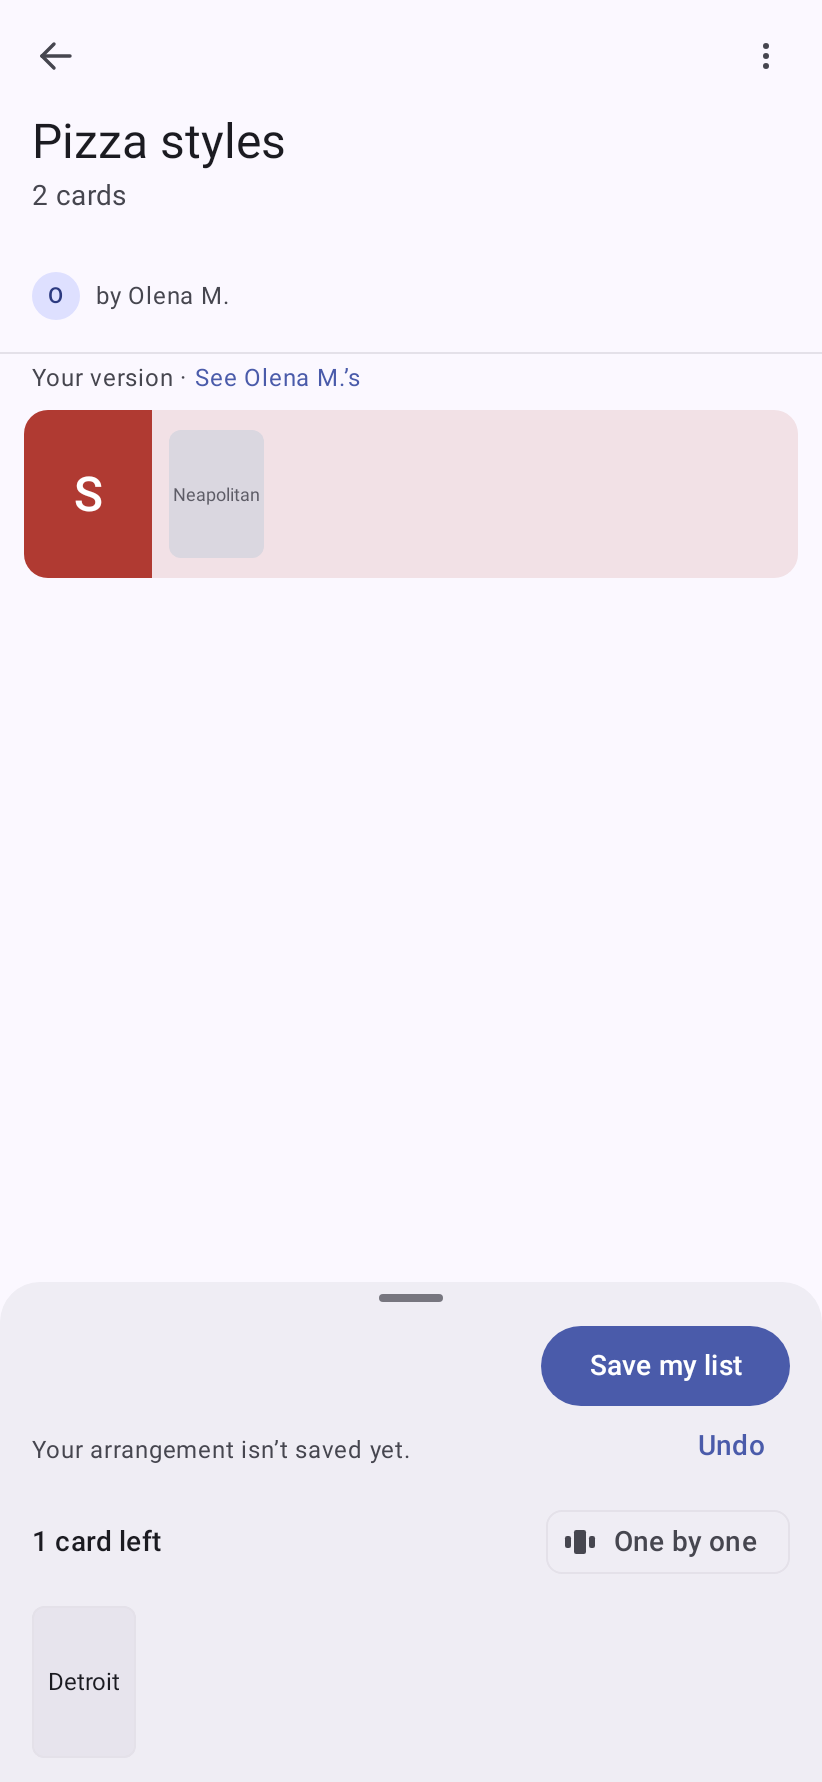 Pizza styles
2 cards
O
by Olena M.
Your version · See Olena M.’s
S
Neapolitan
Save my list
Your arrangement isn’t saved yet.
Undo
1 card left
One by one
Detroit